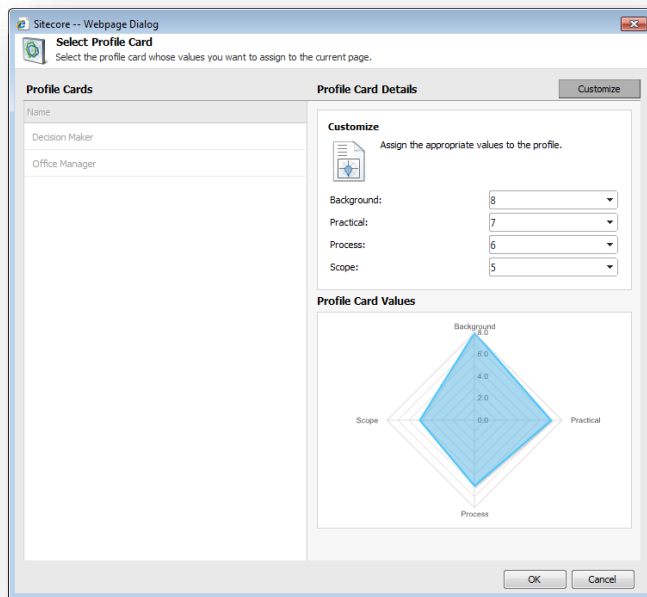 Sitecore -- Webpage Dialog
Select Profile Card
Select the profile card whose values you want to assign to the current page.
Profile Cards
Name
Decision Maker
Office Manager
Profile Card Details
Customize
Customize
Assign the appropriate values to the profile.
Background: 8
Practical: 7
Process: 6
Scope: 5
Profile Card Values
Background
8.0
6.0
4.0
2.0
Scope 0.0 Practical
Process
OK Cancel